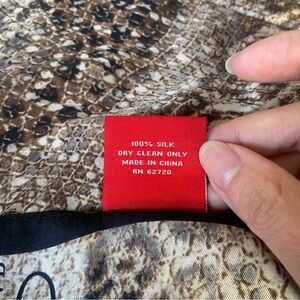 100% SILK
DRY CLEAN ONLY
MADE IN CHINA
RN 62720